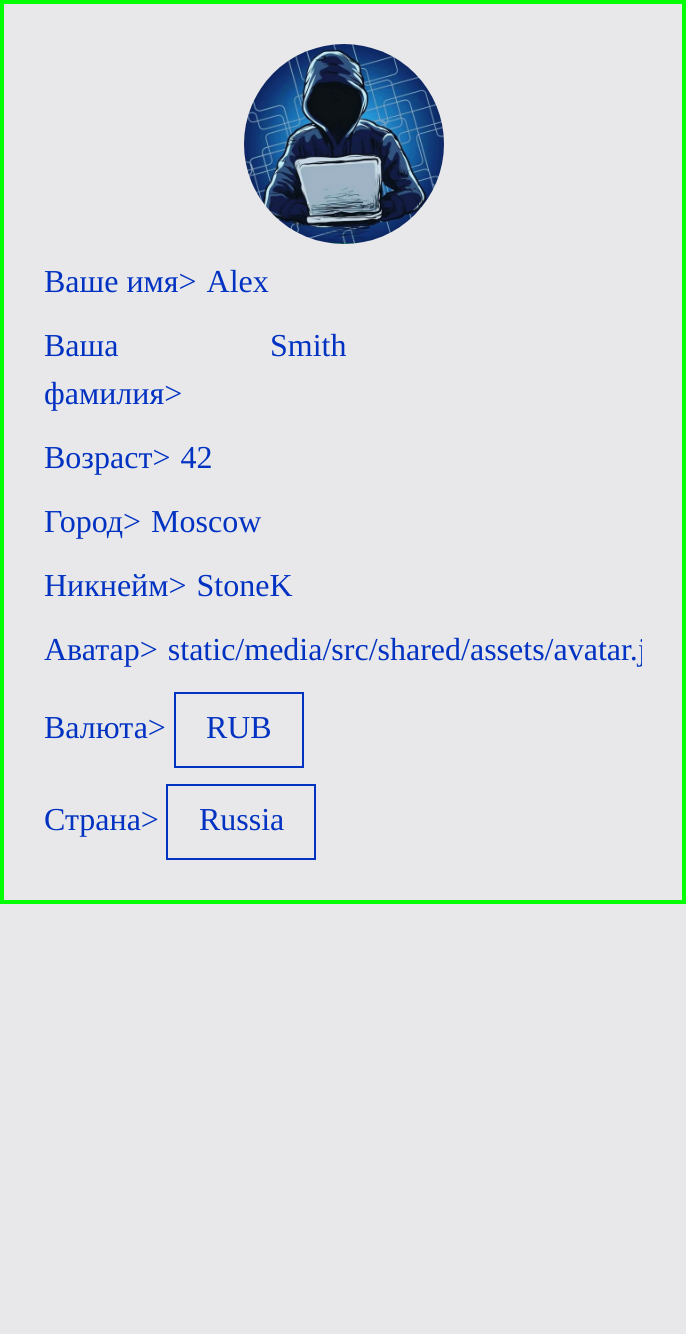 Ваше имя> Alex
Ваша Smith
фамилия>
Возраст> 42
Город> Moscow
Никнейм> StoneK
Аватар> static/media/src/shared/assets/avatar.j
Валюта> RUB
Страна> Russia